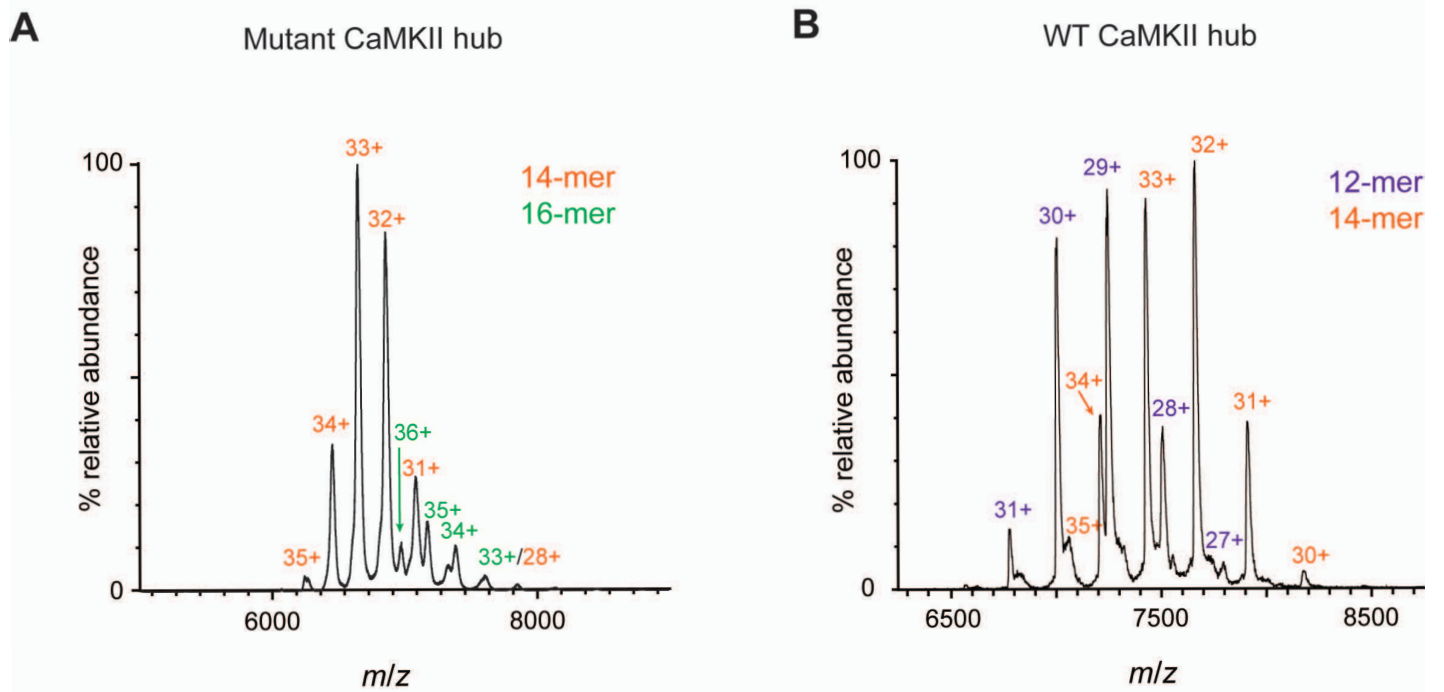 A
Mutant CaMKII hub
100
0
% relative abundance
6000
8000
m/z
14-mer
16-mer
35+
34+
33+
32+
36+
31+
35+
34+
33+/28+
B
WT CaMKII hub
100
0
% relative abundance
6500
7500
8500
m/z
12-mer
14-mer
31+
30+
35+
34+
29+
33+
28+
32+
27+
31+
30+